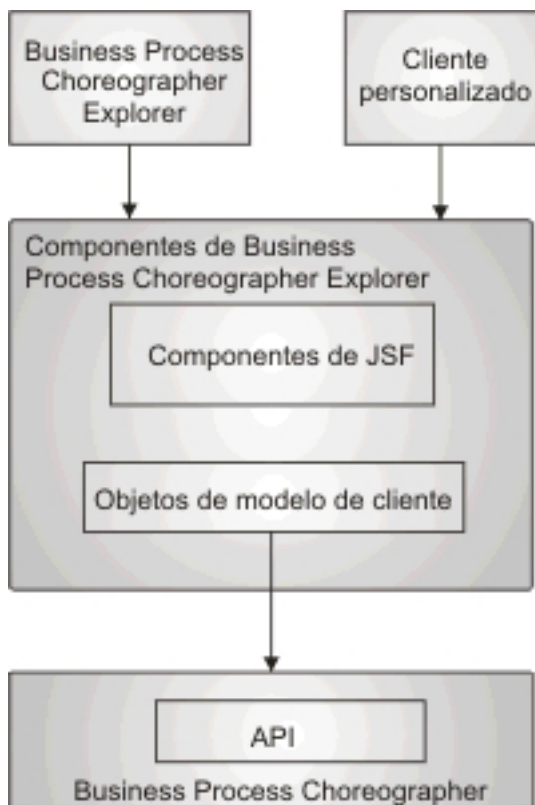 Business Process
Choreographer
Explorer
Cliente
personalizado
Componentes de Business
Process Choreographer Explorer
Componentes de JSF
Objetos de modelo de cliente
API
Business Process Choreographer